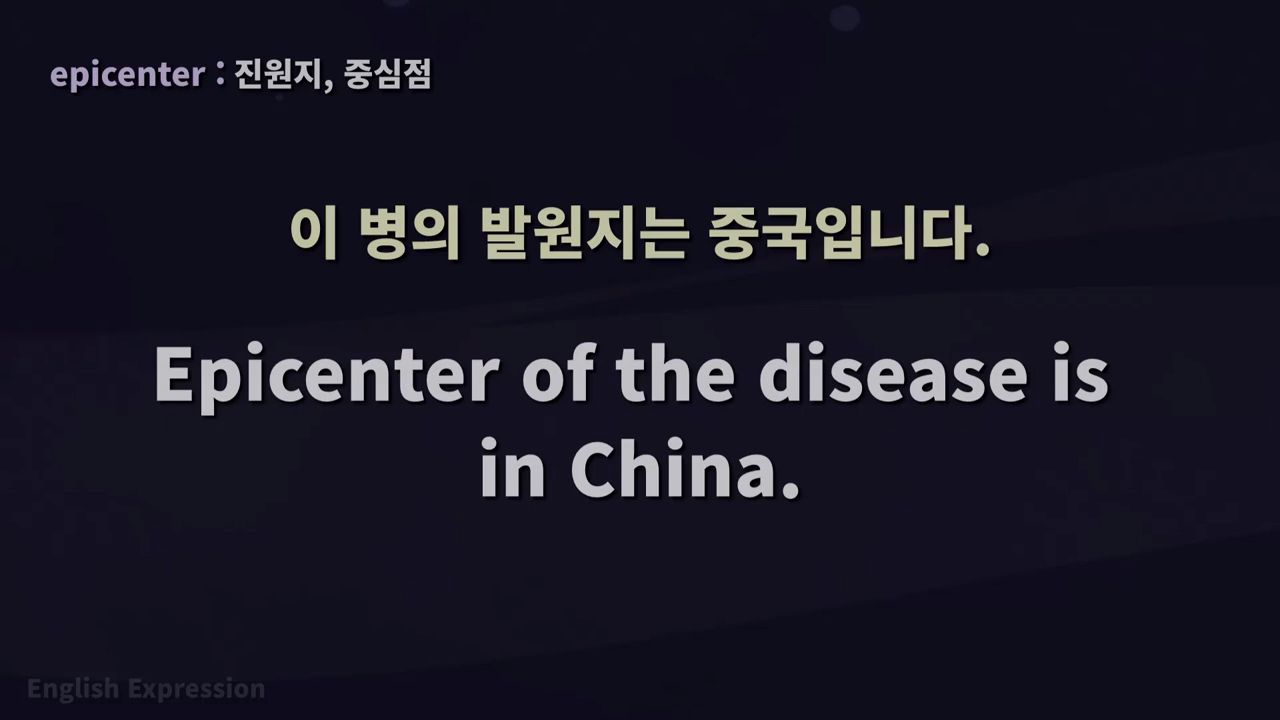 epicenter : 진원지, 중심점
이 병의 발원지는 중국입니다.
Epicenter of the disease is
in China.
English Expression